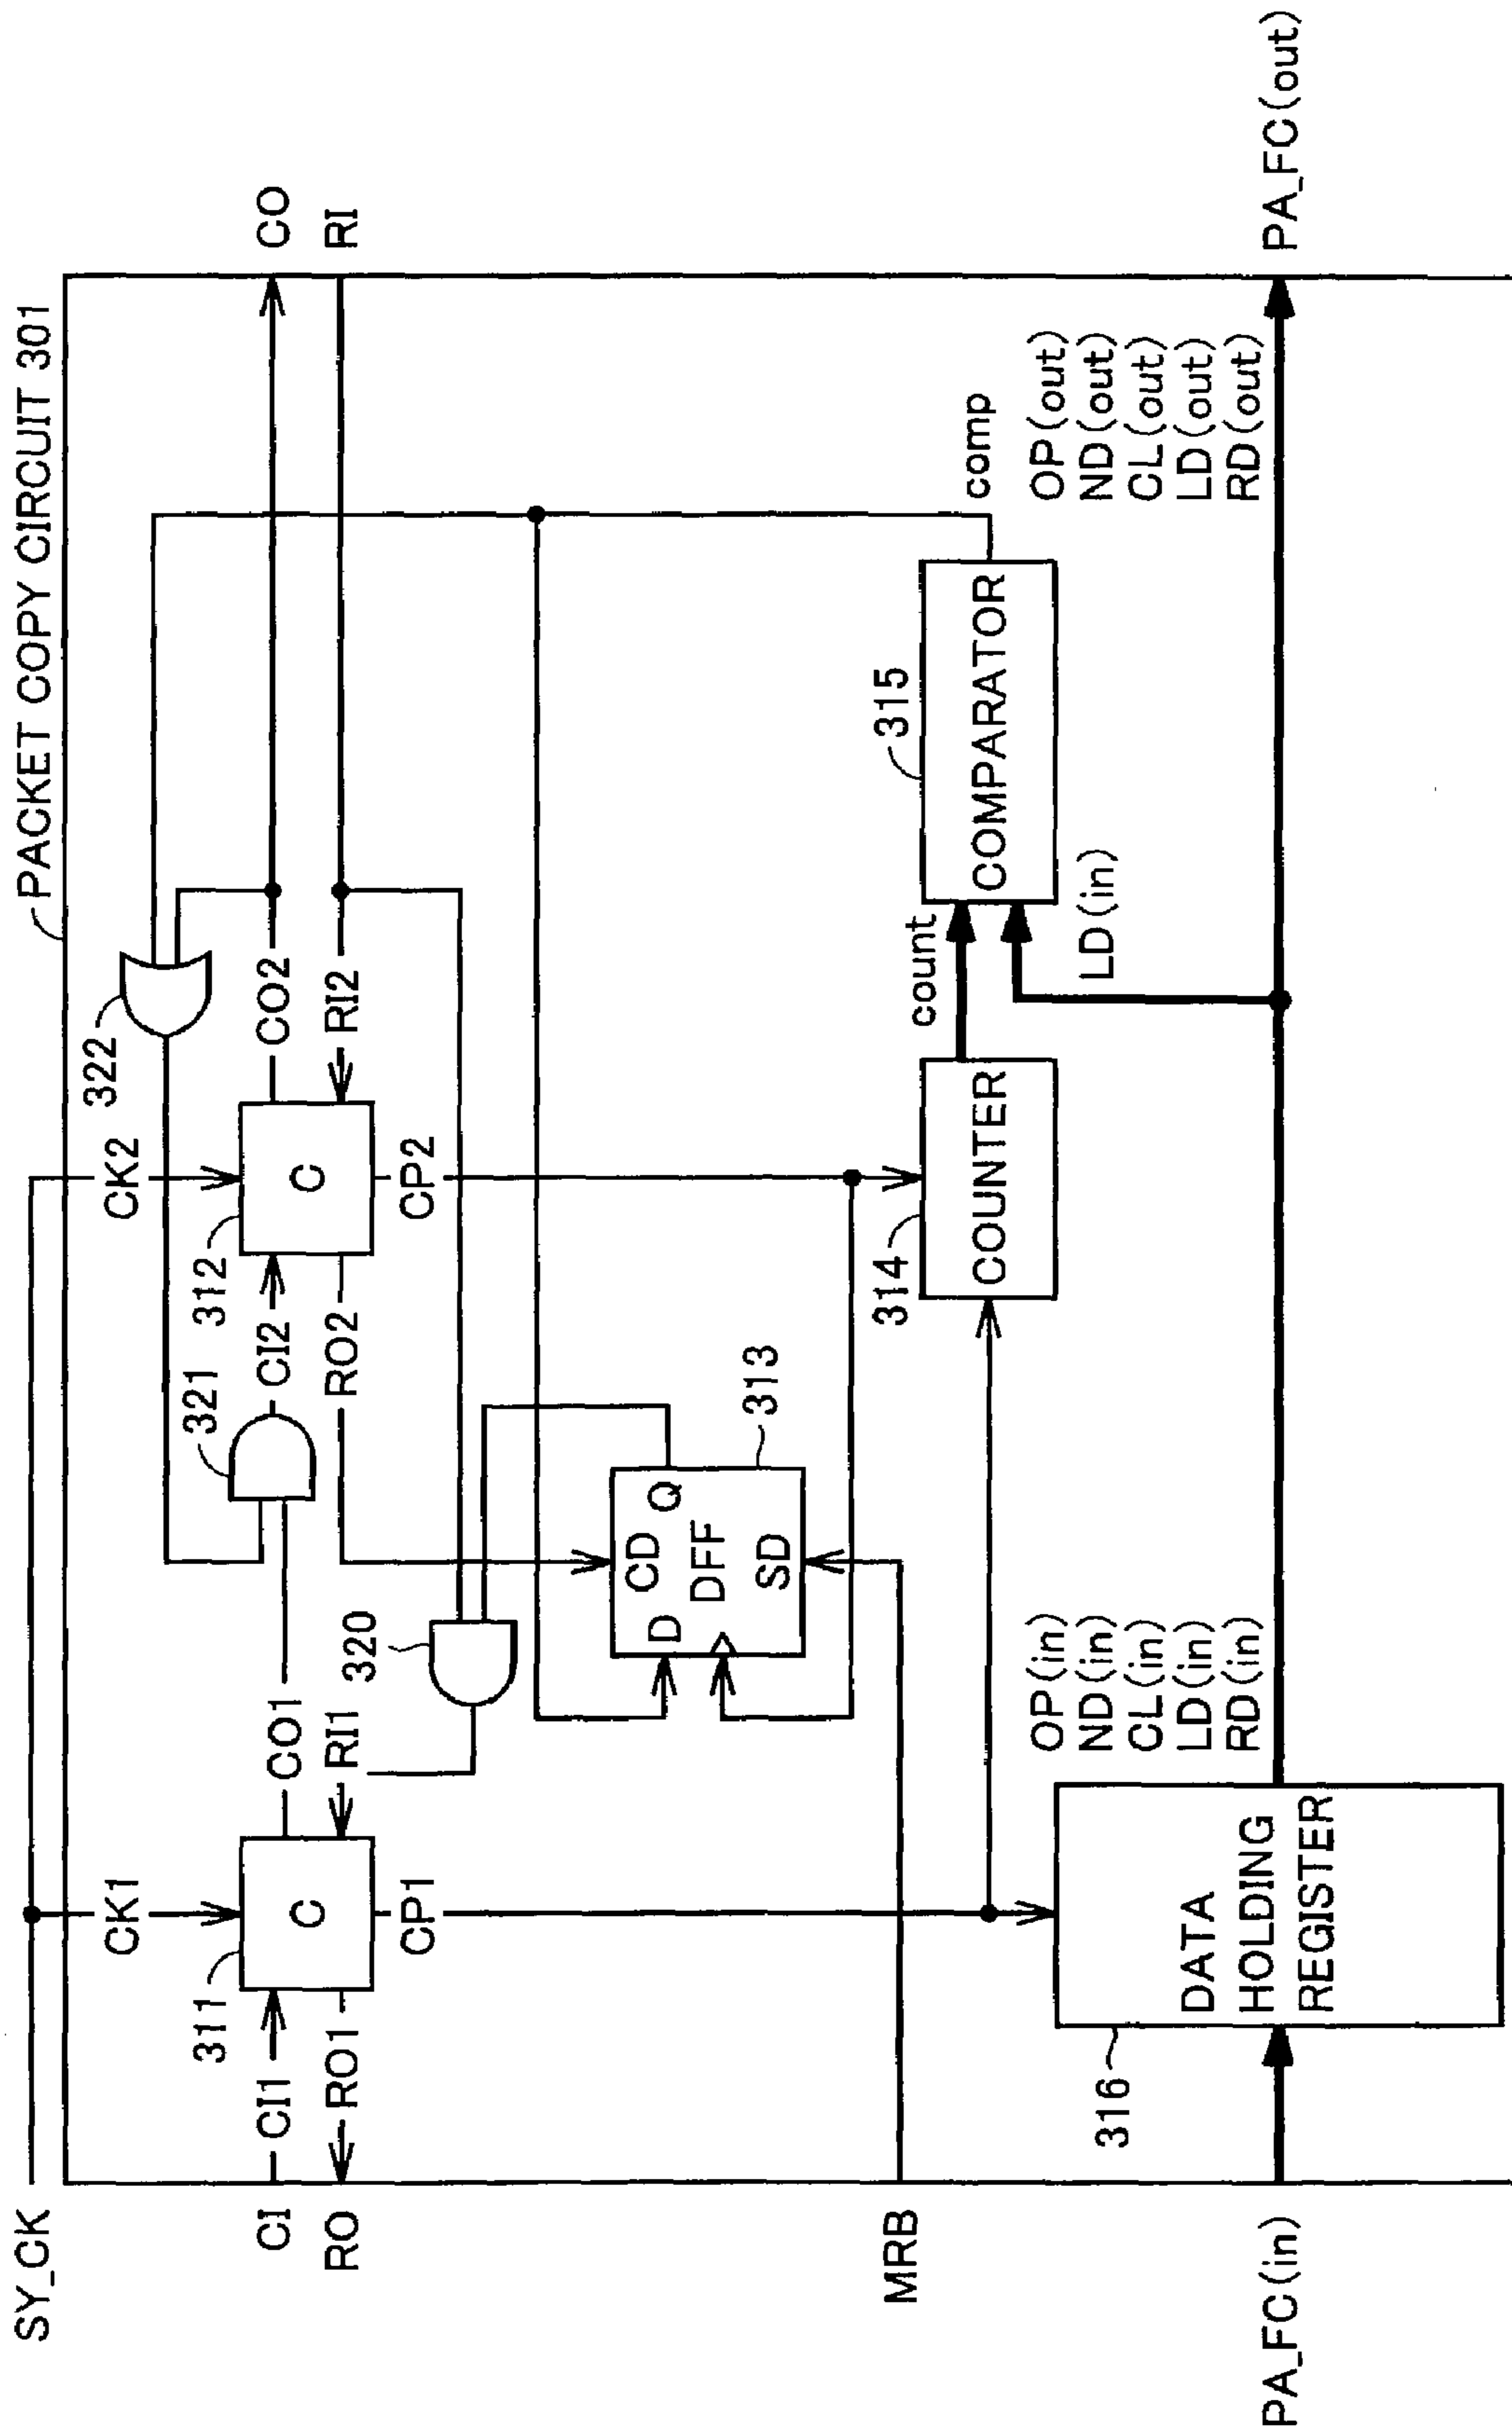 PACKET COPY CIRCUIT 301
SY_CK
CK1
CK2
322
CI
CI1
311
C
CO1
321
CI2
312
C
CO2
CO
RO
RO1
RI1
RO2
RI2
RI
CP1
320
CP2
CD
D
Q
DFF
SD
313
MRB
314
COUNTER
count
315
COMPARATOR
comp
LD(in)
316
DATA
HOLDING
REGISTER
OP(in)
ND(in)
CL(in)
LD(in)
RD(in)
OP(out)
ND(out)
CL(out)
LD(out)
RD(out)
PA_FC(in)
PA_FC(out)